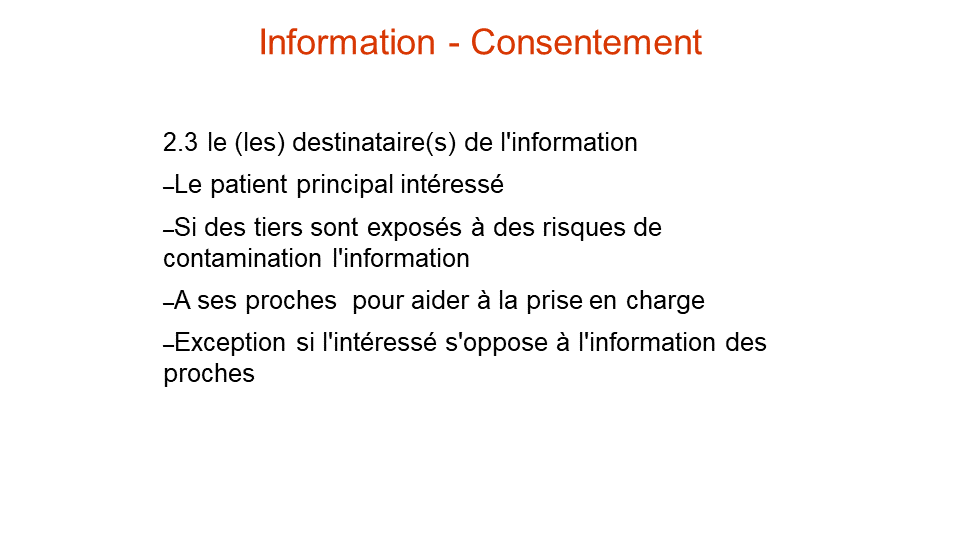 Information - Consentement
2.3 le (les) destinataire(s) de l'information
–Le patient principal intéressé
–Si des tiers sont exposés à des risques de
contamination l'information
–A ses proches  pour aider à la prise en charge
–Exception si l'intéressé s'oppose à l'information des
proches